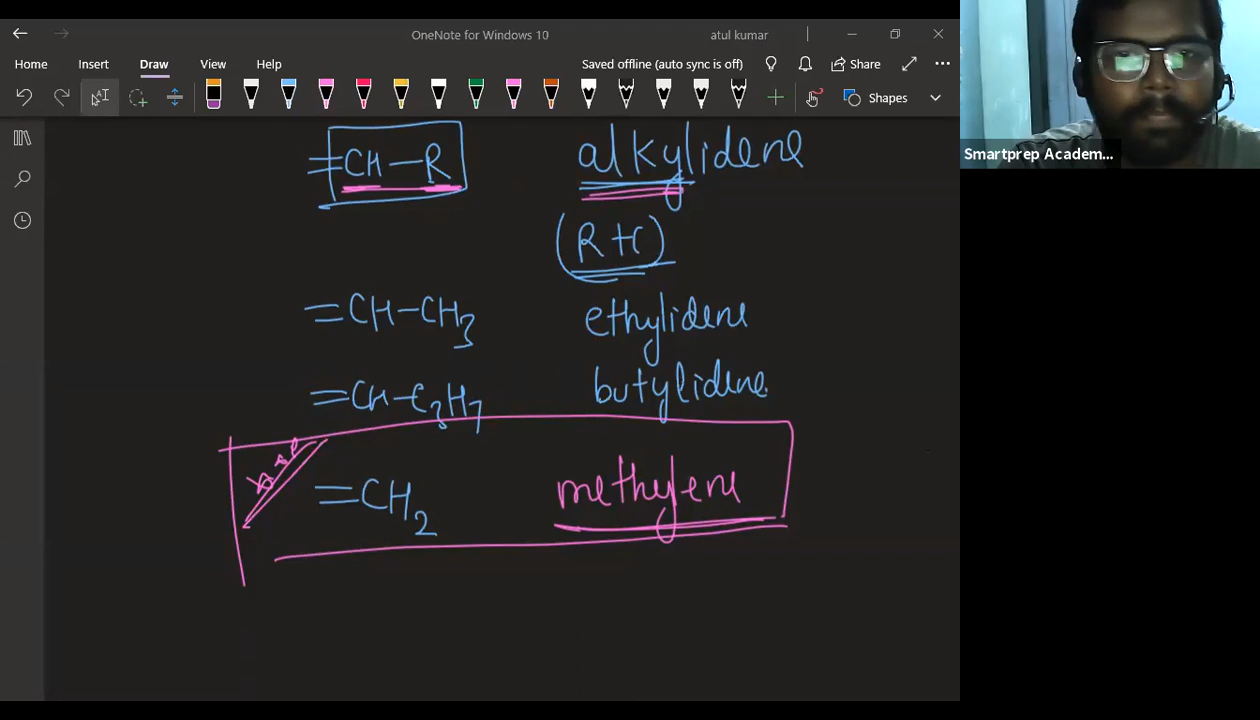 OneNote for Windows 10
atul kumar
Home Insert Draw View Help
Saved offline (auto sync is off)
Share
Shapes
Smartprep Academ...
=CH—R alkylidene
(R+C)
=CH—CH3 ethylidene
=CH—C3H7 butylidene
=CH2 methylene